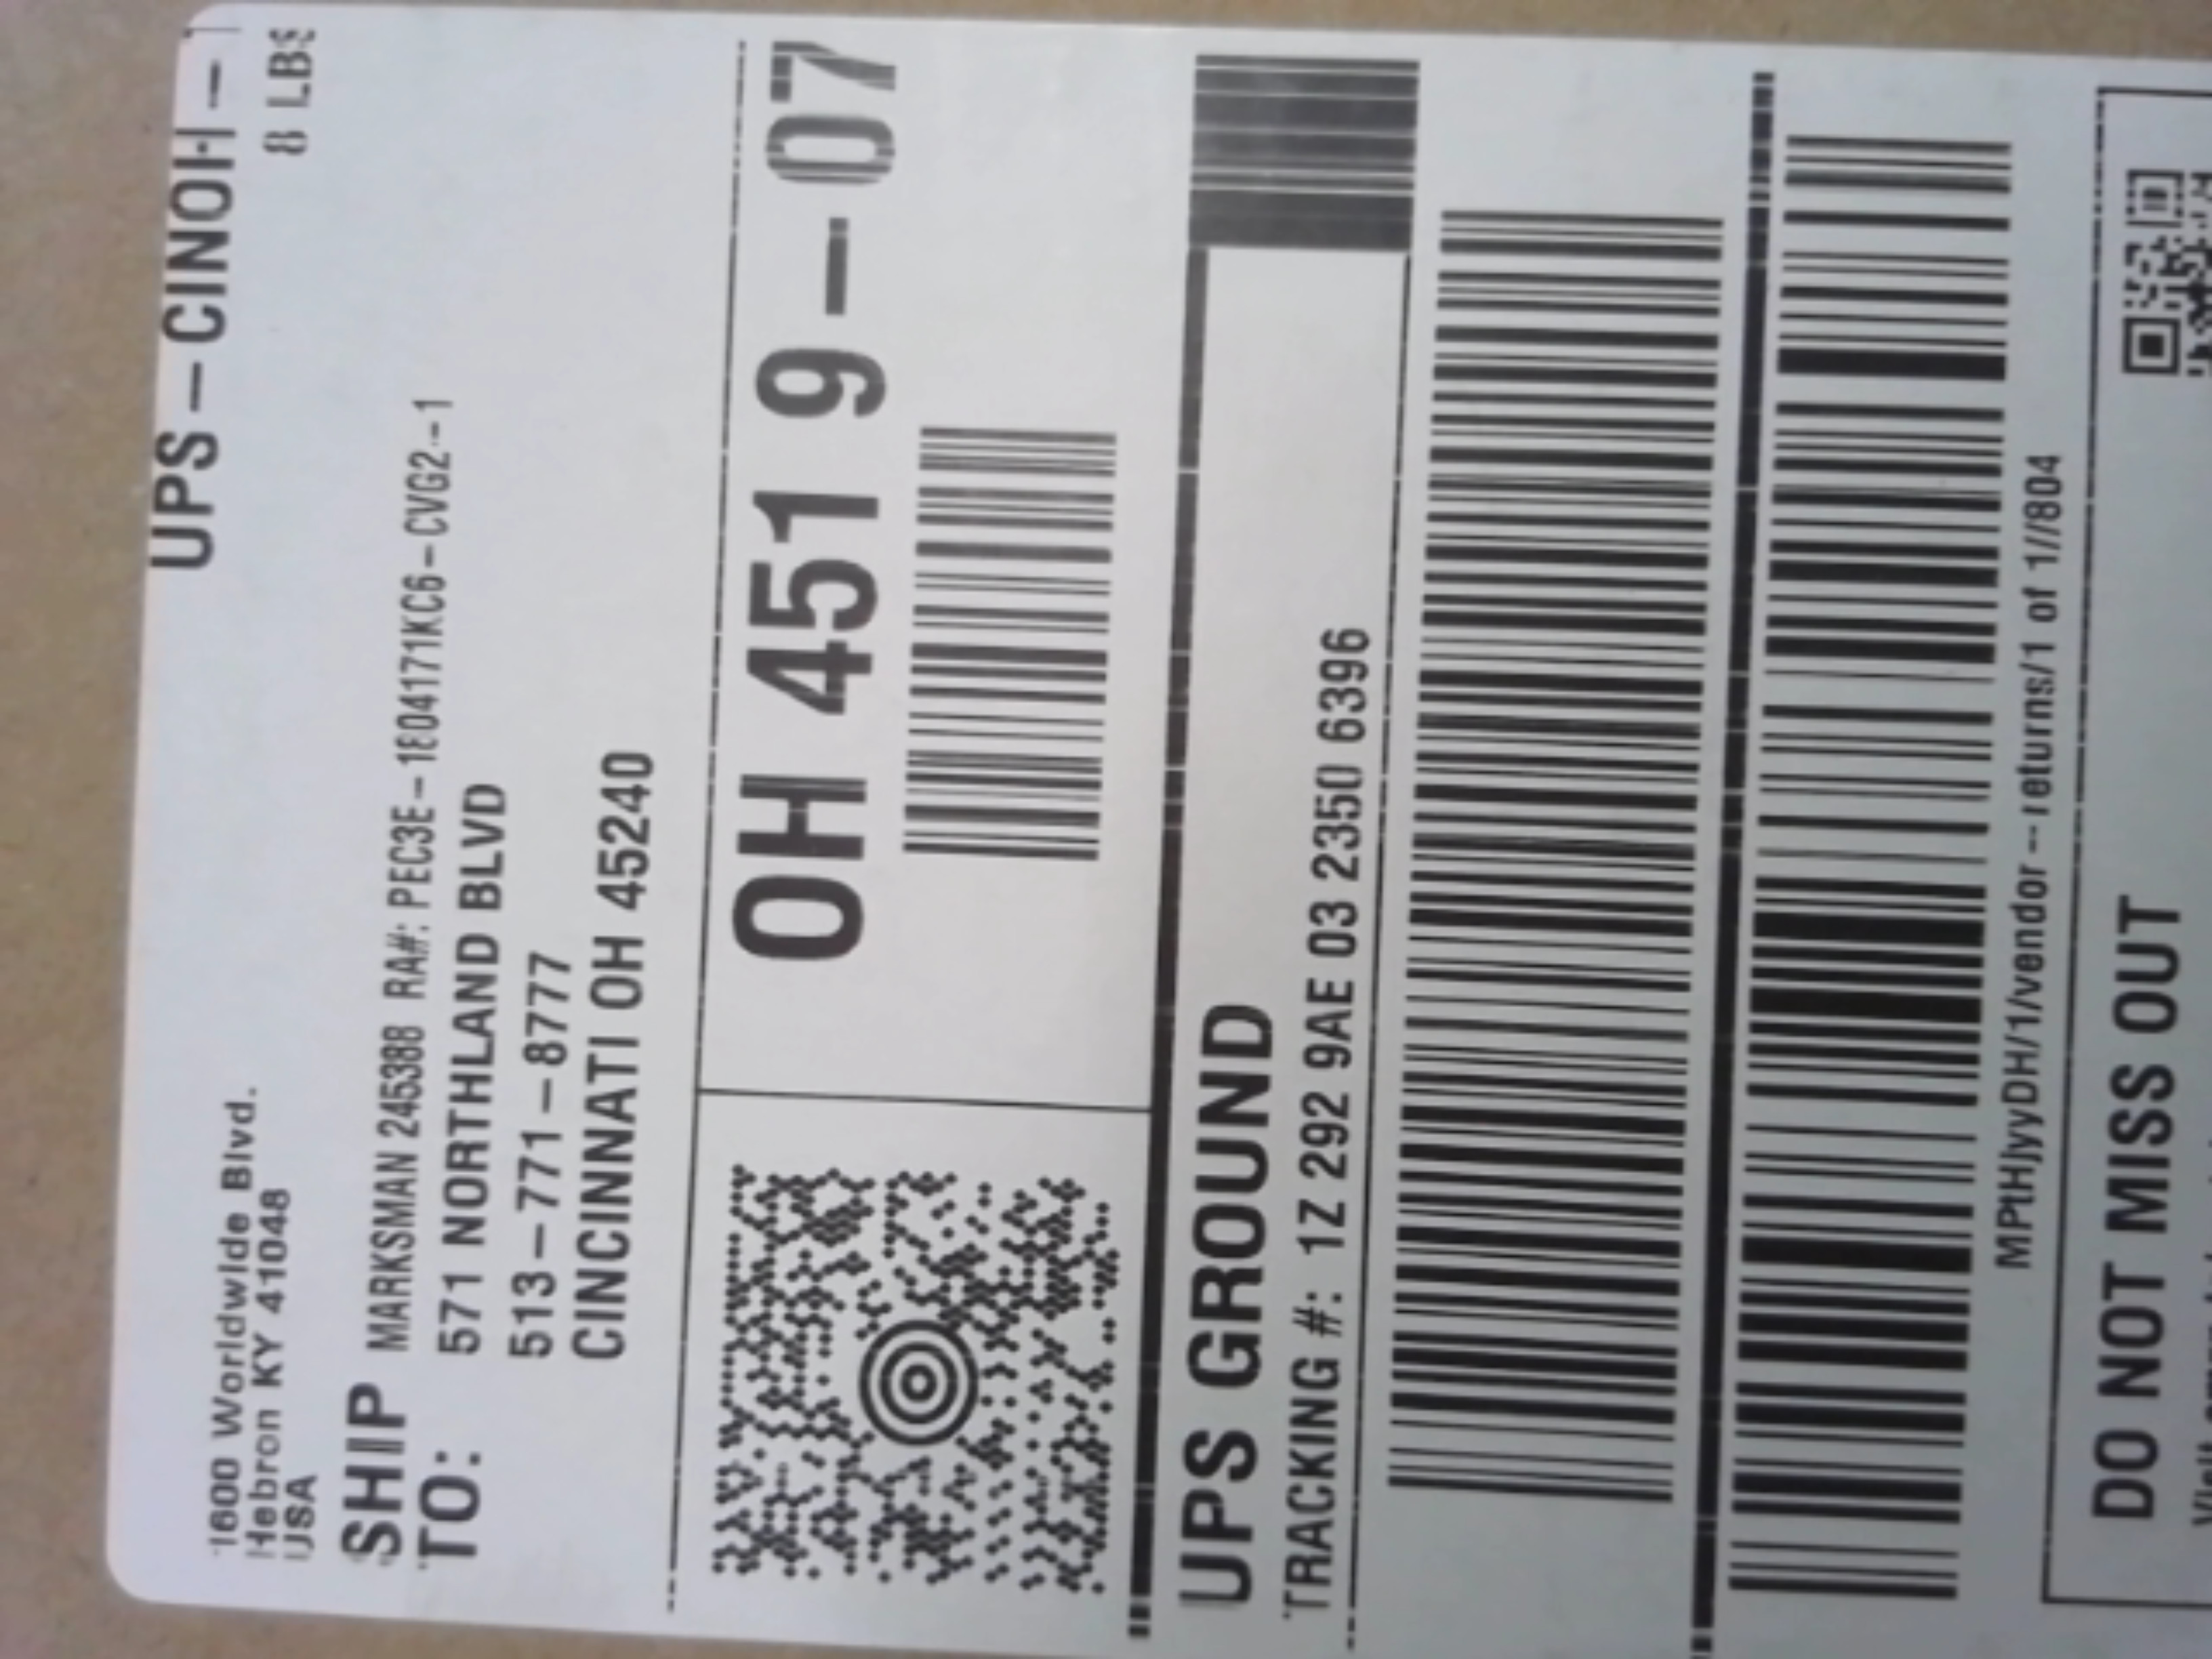 UPS – CINOH –
1600 Worldwide Blvd.
Hebron KY 41048
USA
8 LBS
SHIP TO:
MARKSMAN 245388 RA#: PEC3E–1E04171KC6–CVG2–1
571 NORTHLAND BLVD
513–771–8777
CINCINNATI OH 45240
OH 451 9–07
UPS GROUND
TRACKING #: 1Z 292 9AE 03 2350 6396
MPtHJyyDH/1/vendor–returns/1 of 1//804
DO NOT MISS OUT